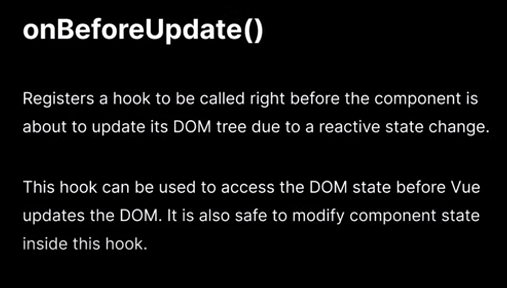 onBeforeUpdate()
Registers a hook to be called right before the component is
about to update its DOM tree due to a reactive state change.
This hook can be used to access the DOM state before Vue
updates the DOM. It is also safe to modify component state
inside this hook.